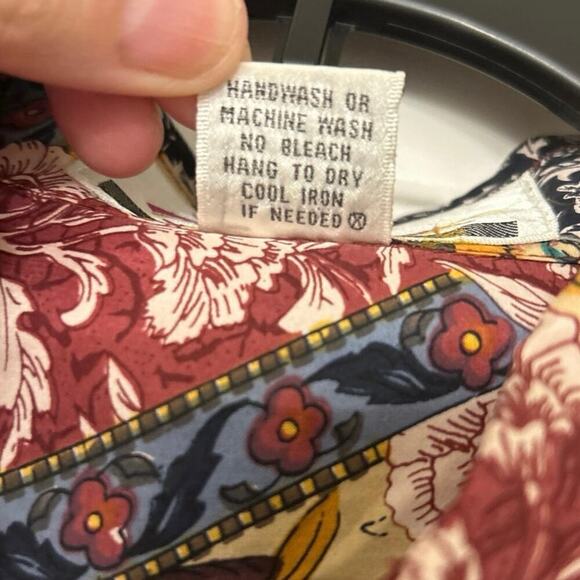 HANDWASH OR
MACHINE WASH
NO BLEACH
HANG TO DRY
COOL IRON
IF NEEDED Ⓧ